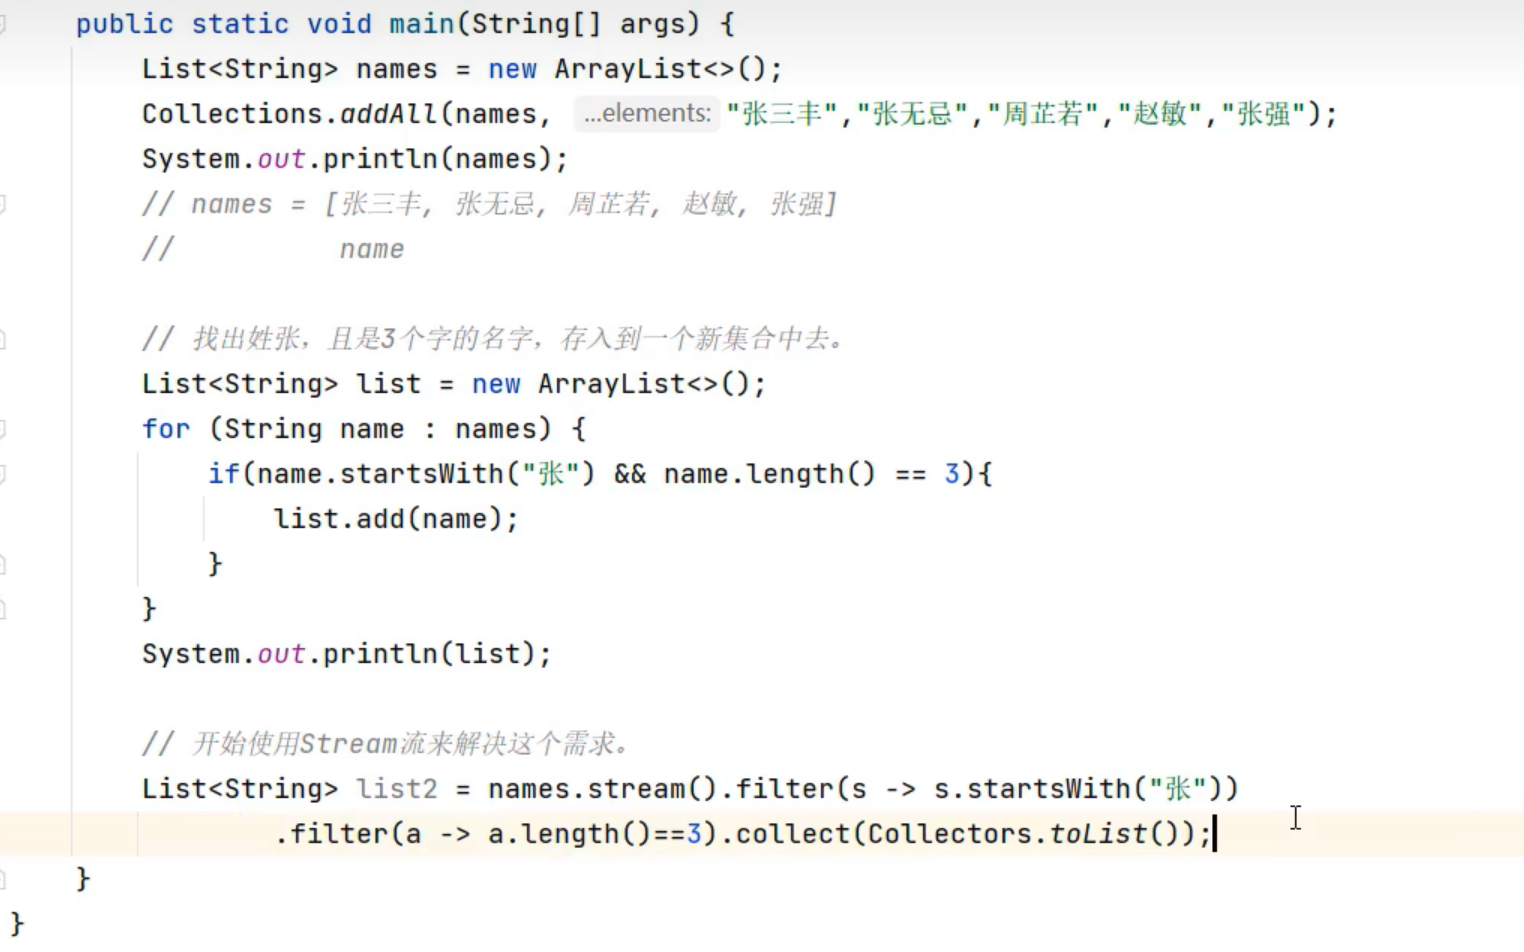 public static void main(String[] args) {
List<String> names = new ArrayList<>();
Collections.addAll(names, ...elements: "张三丰","张无忌","周芷若","赵敏","张强");
System.out.println(names);
// names = [张三丰, 张无忌, 周芷若, 赵敏, 张强]
// name
// 找出姓张，且是3个字的名字，存入到一个新集合中去。
List<String> list = new ArrayList<>();
for (String name : names) {
if(name.startsWith("张") && name.length() == 3){
list.add(name);
}
}
System.out.println(list);
// 开始使用Stream流来解决这个需求。
List<String> list2 = names.stream().filter(s -> s.startsWith("张"))
.filter(a -> a.length()==3).collect(Collectors.toList());
}
}